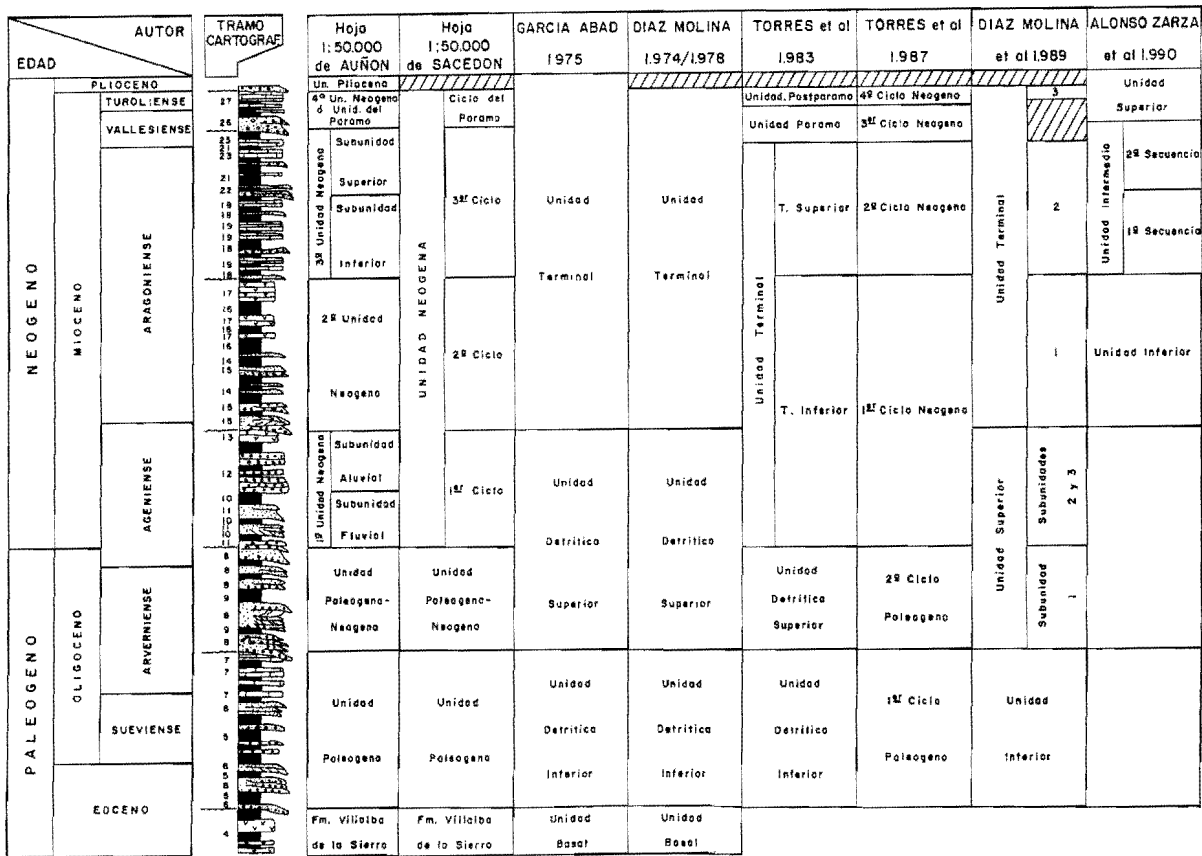 AUTOR
EDAD
TRAMO
CARTOGRAF.
Hoja
1:50.000
de AUÑON
Hoja
1:50.000
de SACEDON
GARCIA ABAD
1975
DIAZ MOLINA
1.974/1.978
TORRES et al
1.983
TORRES et al
1.987
DIAZ MOLINA
et al 1.989
ALONSO ZARZA
et al 1.990
NEOGENO
PALEOGENO
MIOCENO
OLIGOCENO
PLIOCENO
TUROLIENSE
VALLESIENSE
ARAGONIENSE
AGENIENSE
ARVERNIENSE
SUEVIENSE
EOCENO
27
26
Un. Pliocena
4ª Un. Neogena
ó Unid. del
Paramo
3ª Unidad Neogena
Subunidad
Superior
Subunidad
Inferior
2ª Unidad
Neogena
1ª Unidad Neogena
Subunidad
Aluvial
Subunidad
Fluvial
Unidad
Paleogena-
Neogena
Unidad
Paleogena
Fm. Villalba
de la Sierra
Ciclo del
Paramo
UNIDAD NEOGENA
3er Ciclo
2º Ciclo
1er Ciclo
Unidad
Paleogena-
Neogena
Unidad
Paleogena
Fm. Villalba
de la Sierra
Unidad
Terminal
Unidad
Detritica
Superior
Unidad
Detritica
Inferior
Unidad
Basal
Unidad
Terminal
Unidad
Detritica
Superior
Unidad
Detritica
Inferior
Unidad
Basal
Unidad. Postparamo
Unidad Paramo
Unidad Terminal
T. Superior
T. Inferior
Unidad
Detritica
Superior
Unidad
Detritica
Inferior
4º Ciclo Neogeno
3er Ciclo Neogeno
2º Ciclo Neogeno
1er Ciclo Neogeno
2º Ciclo
Paleogeno
1er Ciclo
Paleogeno
Unidad Terminal
3
2
1
Unidad Superior
Subunidades
2 y 3
Subunidad
1
Unidad
Inferior
Unidad
Superior
Unidad Intermedia
2ª Secuencia
1ª Secuencia
Unidad Inferior